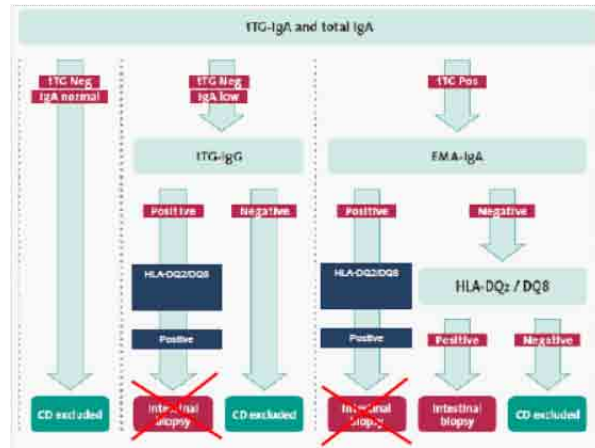 tTG-IgA and total IgA
tTG Neg
IgA normal
tTG Neg
IgA low
tTG Pos
tTG-IgG
EMA-IgA
Positive
Negative
Positive
Negative
HLA-DQ2/DQ8
HLA-DQ2/DQ8
HLA-DQ2 / DQ8
Positive
Positive
Positive
Negative
CD excluded
Intestinal
biopsy
CD excluded
Intestinal
biopsy
Intestinal
biopsy
CD excluded